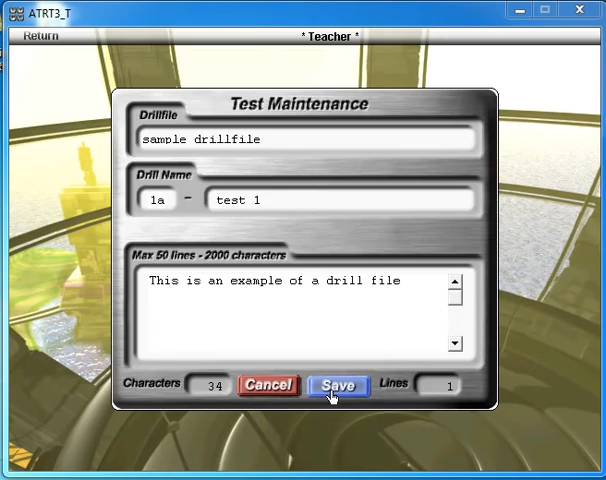 ATRT3_T
Return
* Teacher *
Test Maintenance
Drillfile
sample drillfile
Drill Name
1a - test 1
Max 50 lines - 2000 characters
This is an example of a drill file
Characters 34 Cancel Save Lines 1